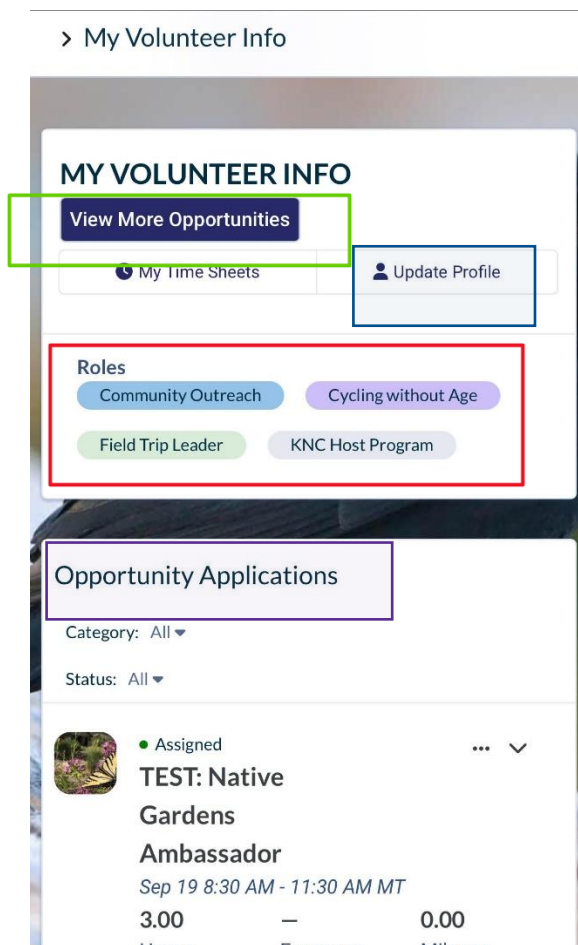 > My Volunteer Info
MY VOLUNTEER INFO
View More Opportunities
My Time Sheets Update Profile
Roles
Community Outreach Cycling without Age
Field Trip Leader KNC Host Program
Opportunity Applications
Category: All
Status: All
Assigned
TEST: Native
Gardens
Ambassador
Sep 19 8:30 AM - 11:30 AM MT
3.00 — 0.00